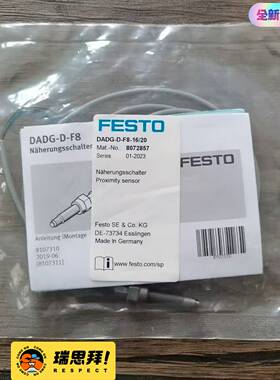 全新
DADG-D-F8
Näherungsschalter
Anleitung |Montage
8107310
2019-06
[8107311]
FESTO
DADG-D-F8-16/20
Mat.-No. 8072857
Series 01-2023
Näherungsschalter
Proximity sensor
Festo SE & Co. KG
DE-73734 Esslingen
Made in Germany
www.festo.com/sp
FESTO
瑞思拜!
RESPECT